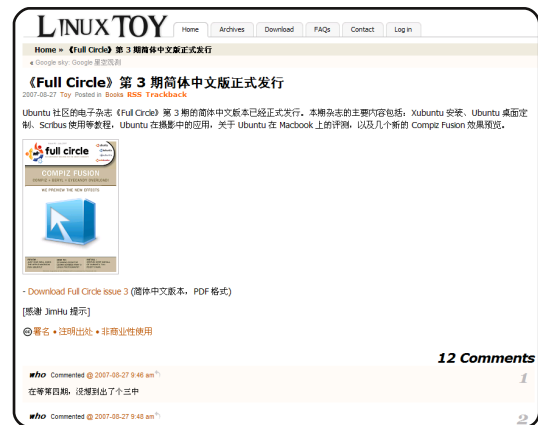 LINUX TOY
Home Archives Download FAQs Contact Log in
Home » 《Full Circle》第 3 期简体中文版正式发行
« Google sky: Google 星空观测
《Full Circle》第 3 期简体中文版正式发行
2007-08-27 Toy Posted in Books RSS Trackback
Ubuntu 社区的电子杂志《Full Circle》第 3 期的简体中文版本已经正式发行。本期杂志的主要内容包括：Xubuntu 安装、Ubuntu 桌面定
制、Scribus 使用等教程，Ubuntu 在摄影中的应用，关于 Ubuntu 在 Macbook 上的评测，以及几个新的 Compiz Fusion 效果预览。
full circle
COMPIZ FUSION
WE PREVIEW THE NEW EFFECTS
- Download Full Circle issue 3 (简体中文版本，PDF 格式)
[感谢 JimHu 提示]
署名 • 注明出处 • 非商业性使用
12 Comments
who Commented @ 2007-08-27 9:46 am
1
在等第四期，没想到出了个三中
who Commented @ 2007-08-27 9:48 am
2